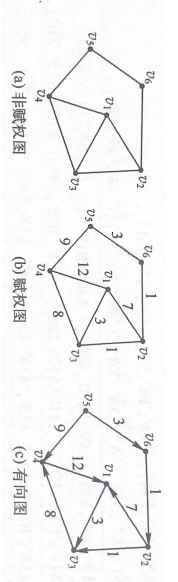 v₅
v₆
v₄
v₁
v₃
v₂
(a) 非赋权图
v₅
3
v₆
9
1
v₄
12
v₁
7
8
3
v₃
1
v₂
(b) 赋权图
v₅
3
v₆
9
1
v₄
12
v₁
7
8
3
v₃
1
v₂
(c) 有向图